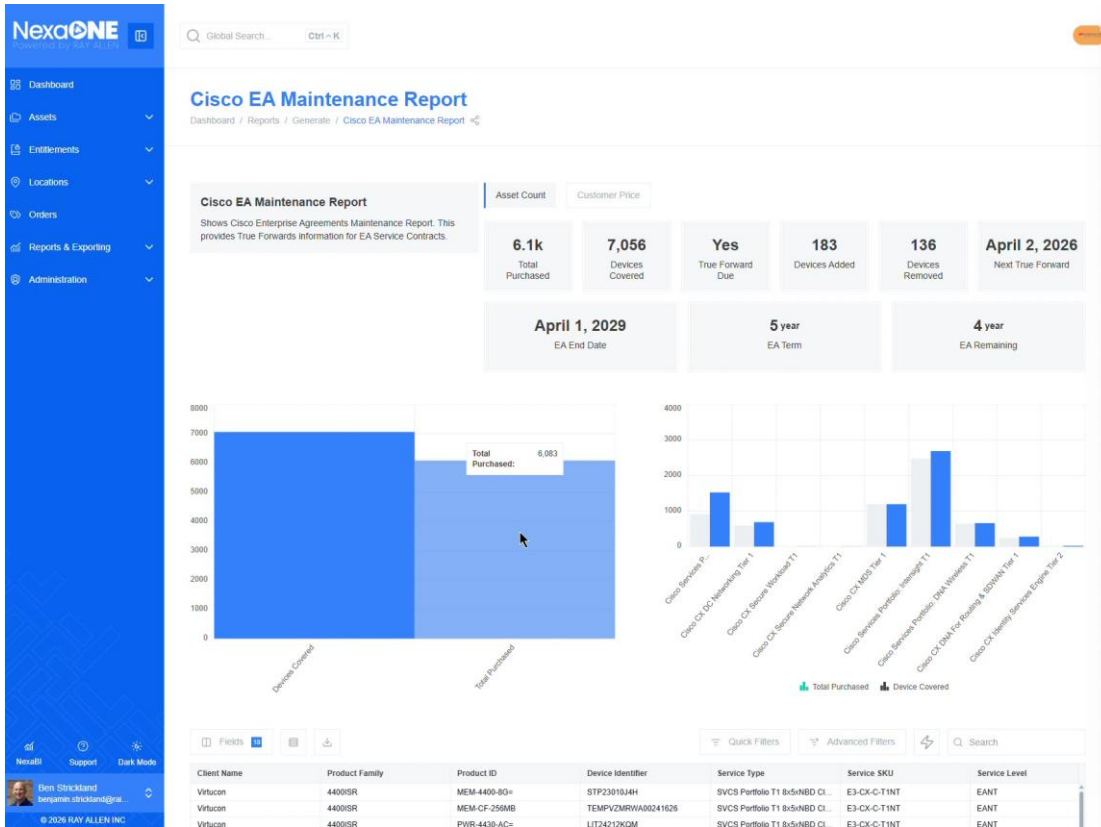 NexaONE
Powered by RAY ALLEN
Global Search...
Ctrl ~ K
Dashboard
Assets
Entitlements
Locations
Orders
Reports & Exporting
Administration
Cisco EA Maintenance Report
Dashboard / Reports / Generate / Cisco EA Maintenance Report
Cisco EA Maintenance Report
Shows Cisco Enterprise Agreements Maintenance Report. This
provides True Forwards information for EA Service Contracts.
Asset Count
Customer Price
6.1k
Total
Purchased
7,056
Devices
Covered
Yes
True Forward
Due
183
Devices Added
136
Devices
Removed
April 2, 2026
Next True Forward
April 1, 2029
EA End Date
5 year
EA Term
4 year
EA Remaining
8000
7000
6000
5000
4000
3000
2000
1000
0
Total
Purchased:
6,083
Devices Covered
Total Purchased
4000
3000
2000
1000
0
Cisco Services P...
Cisco CX DC Networking Tier 1
Cisco CX Secure Workload T1
Cisco CX Secure Network Analytics T1
Cisco CX MDS Tier 1
Cisco Services Portfolio: Intersight T1
Cisco Services Portfolio: DNA Wireless T1
Cisco CX DNA For Routing & SDWAN Tier 1
Cisco CX Identity Services Engine Tier 2
Total Purchased
Device Covered
Fields 18
Quick Filters
Advanced Filters
Search
Client Name Product Family Product ID Device Identifier Service Type Service SKU Service Level
Virtucon 4400ISR MEM-4400-8G= STP23010J4H SVCS Portfolio T1 8x5xNBD Cl... E3-CX-C-T1NT EANT
Virtucon 4400ISR MEM-CF-256MB TEMPVZMRWA00241626 SVCS Portfolio T1 8x5xNBD Cl... E3-CX-C-T1NT EANT
Virtucon 4400ISR PWR-4430-AC= LIT24212KQM SVCS Portfolio T1 8x5xNBD Cl... E3-CX-C-T1NT EANT
NexaBI
Support
Dark Mode
Ben Strickland
benjamin.strickland@rai...
© 2026 RAY ALLEN INC